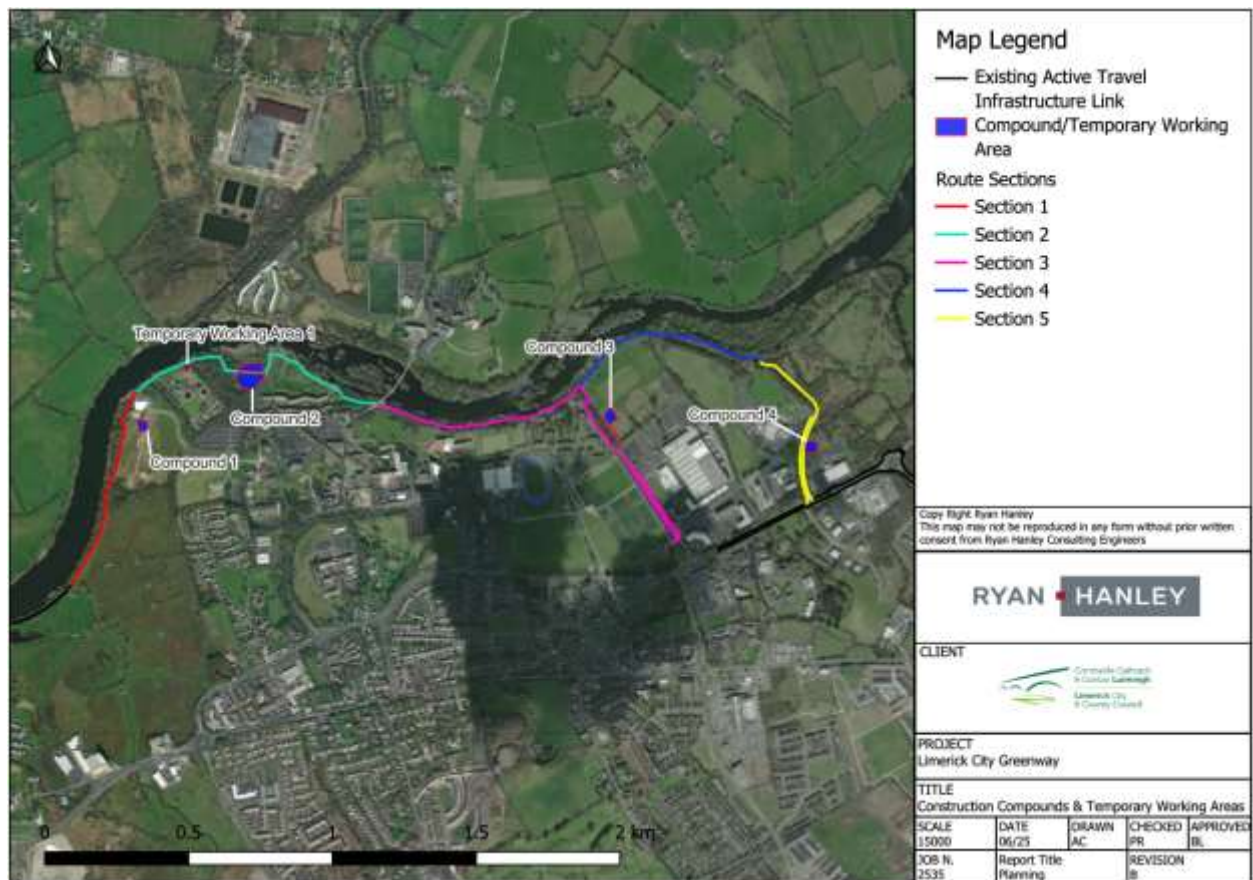 N
Temporary Working Area 1
Compound 3
Compound 2
Compound 4
Compound 1
0 0.5 1 1.5 2 km
Map Legend
Existing Active Travel
Infrastructure Link
Compound/Temporary Working
Area
Route Sections
Section 1
Section 2
Section 3
Section 4
Section 5
Copy Right Ryan Hanley
This map may not be reproduced in any form without prior written
consent from Ryan Hanley Consulting Engineers
RYAN HANLEY
CLIENT
Comhairle Cathrach
& Contae Luimnigh
Limerick City
& County Council
PROJECT
Limerick City Greenway
TITLE
Construction Compounds & Temporary Working Areas
SCALE DATE DRAWN CHECKED APPROVED
15000 06/25 AC PR BL
JOB N. Report Title REVISION
2535 Planning B